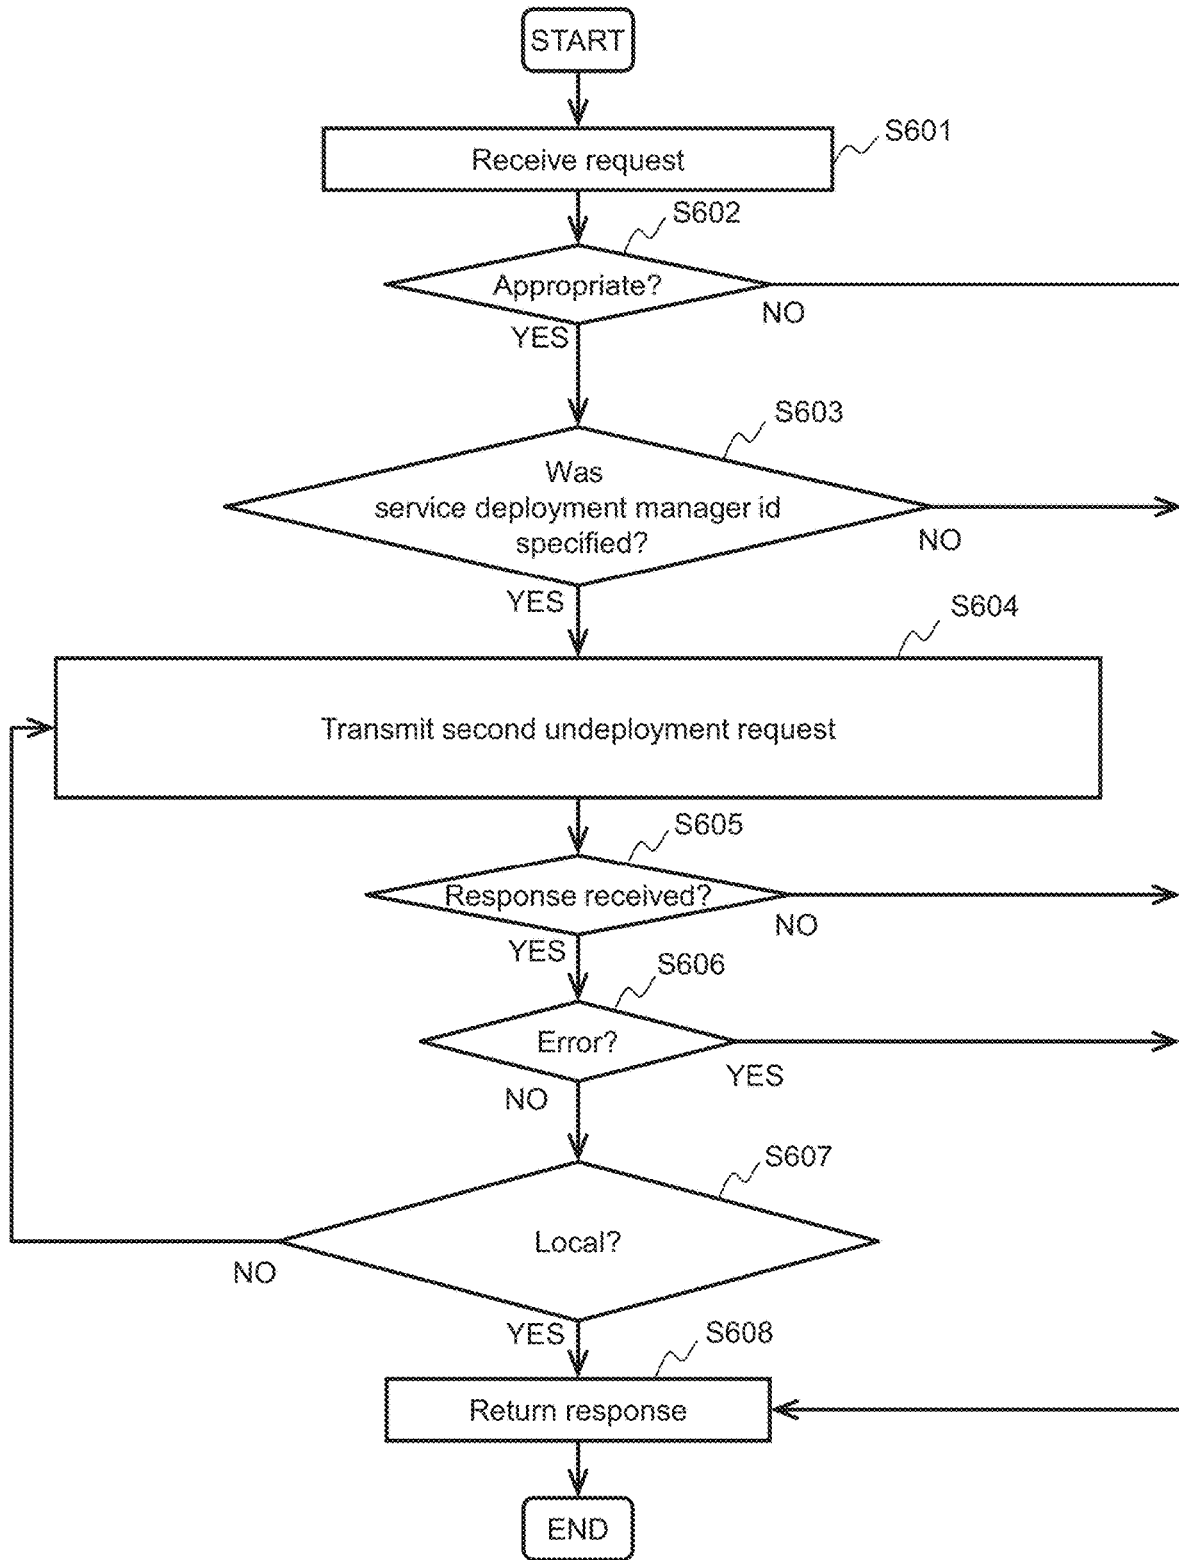 START
S601
Receive request
S602
Appropriate?
NO
YES
S603
Was
service deployment manager id
specified?
NO
YES
S604
Transmit second undeployment request
S605
Response received?
NO
YES
S606
Error?
YES
NO
S607
Local?
NO
YES
S608
Return response
END